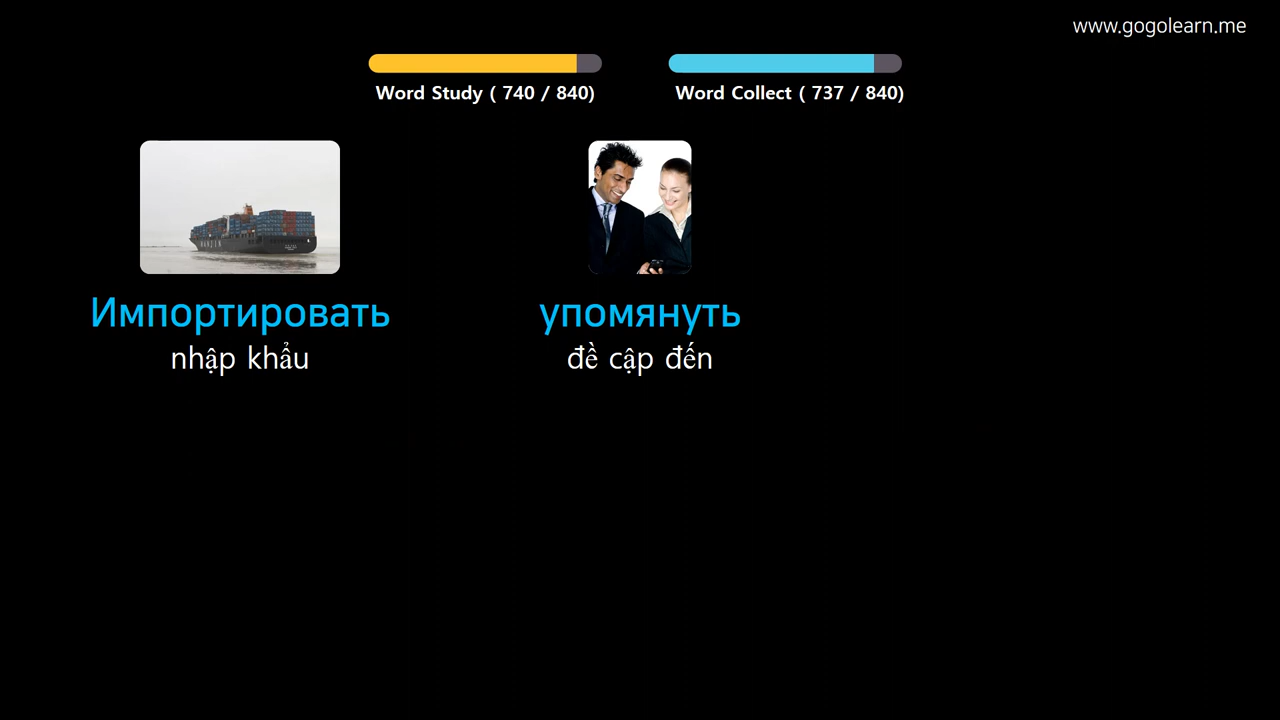 www.gogolearn.me
Word Study ( 740 / 840)
Word Collect ( 737 / 840)
Импортировать
упомянуть
nhập khẩu
đề cập đến